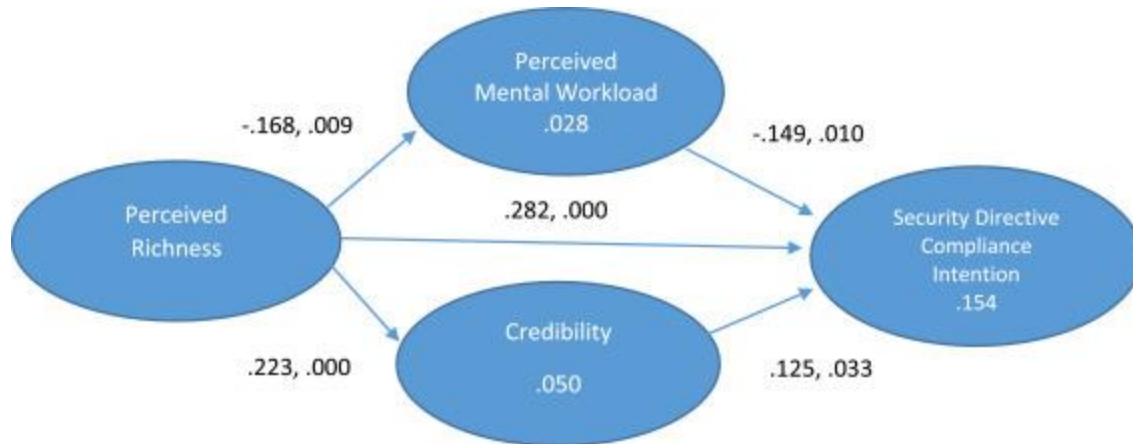 Perceived
Mental Workload
.028
-.168, .009
-.149, .010
Perceived
Richness
.282, .000
Security Directive
Compliance
Intention
.154
Credibility
.050
.223, .000
.125, .033